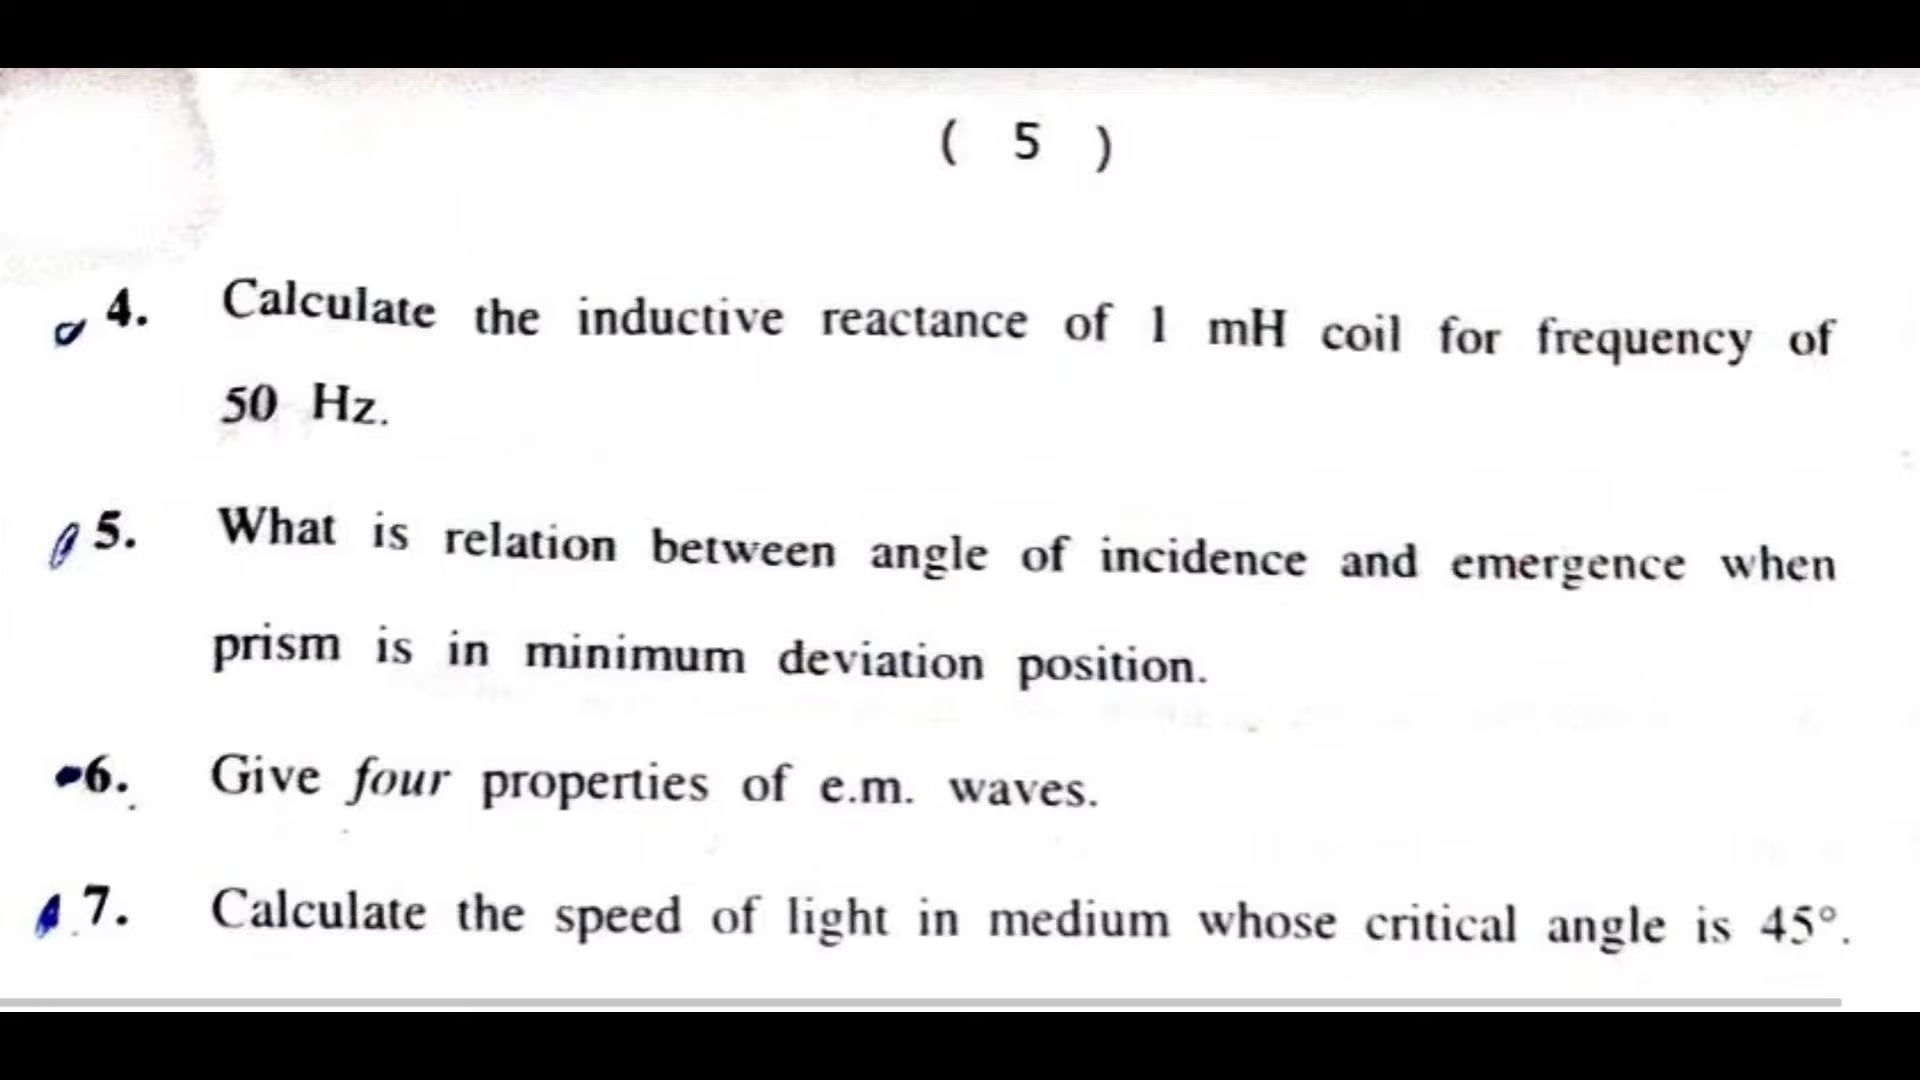 ( 5 )
4. Calculate the inductive reactance of 1 mH coil for frequency of
50 Hz.
5. What is relation between angle of incidence and emergence when
prism is in minimum deviation position.
6. Give four properties of e.m. waves.
7. Calculate the speed of light in medium whose critical angle is 45°.